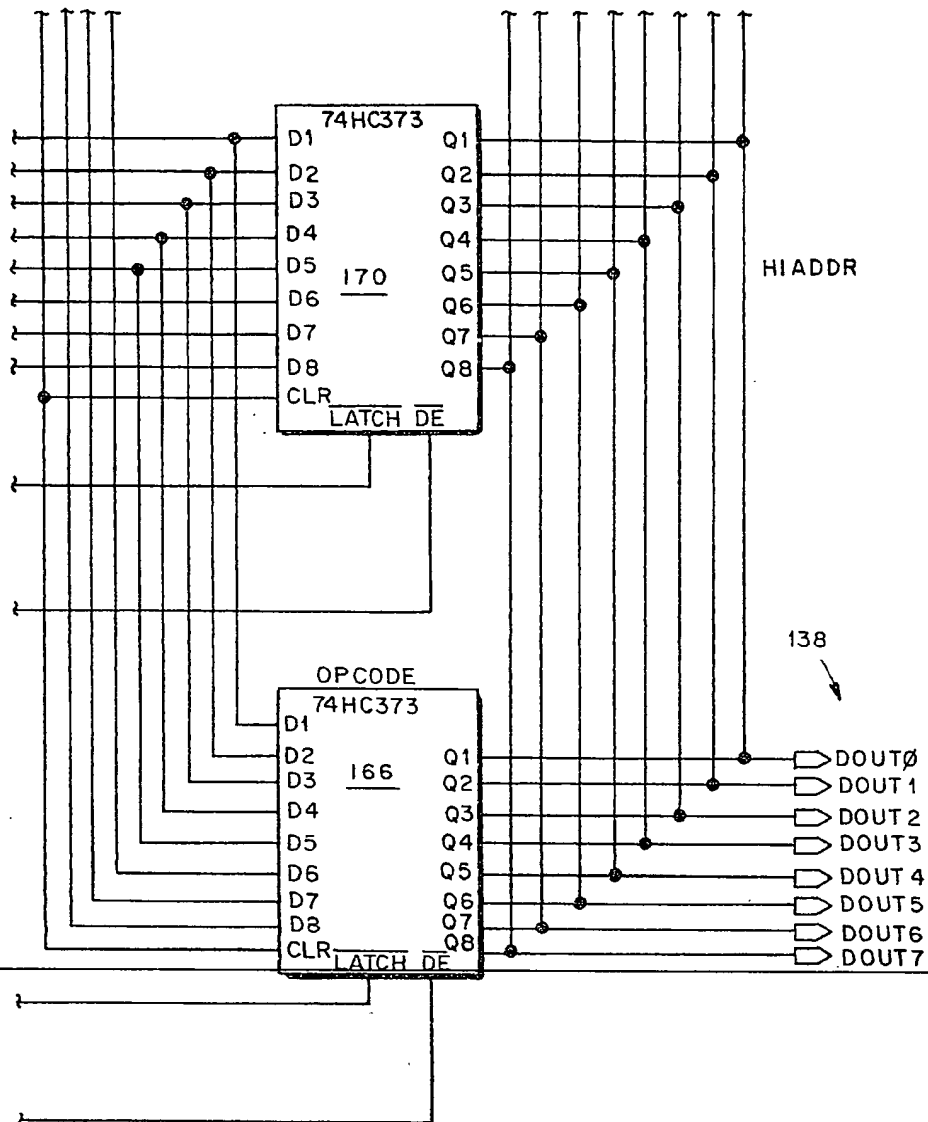 74HC373
D1
D2
D3
D4
D5
D6
D7
D8
CLR
170
Q1
Q2
Q3
Q4
Q5
Q6
Q7
Q8
LATCH DE
HIADDR
138
OPCODE
74HC373
D1
D2
D3
D4
D5
D6
D7
D8
CLR
166
Q1
Q2
Q3
Q4
Q5
Q6
Q7
Q8
LATCH DE
DOUTØ
DOUT1
DOUT2
DOUT3
DOUT4
DOUT5
DOUT6
DOUT7